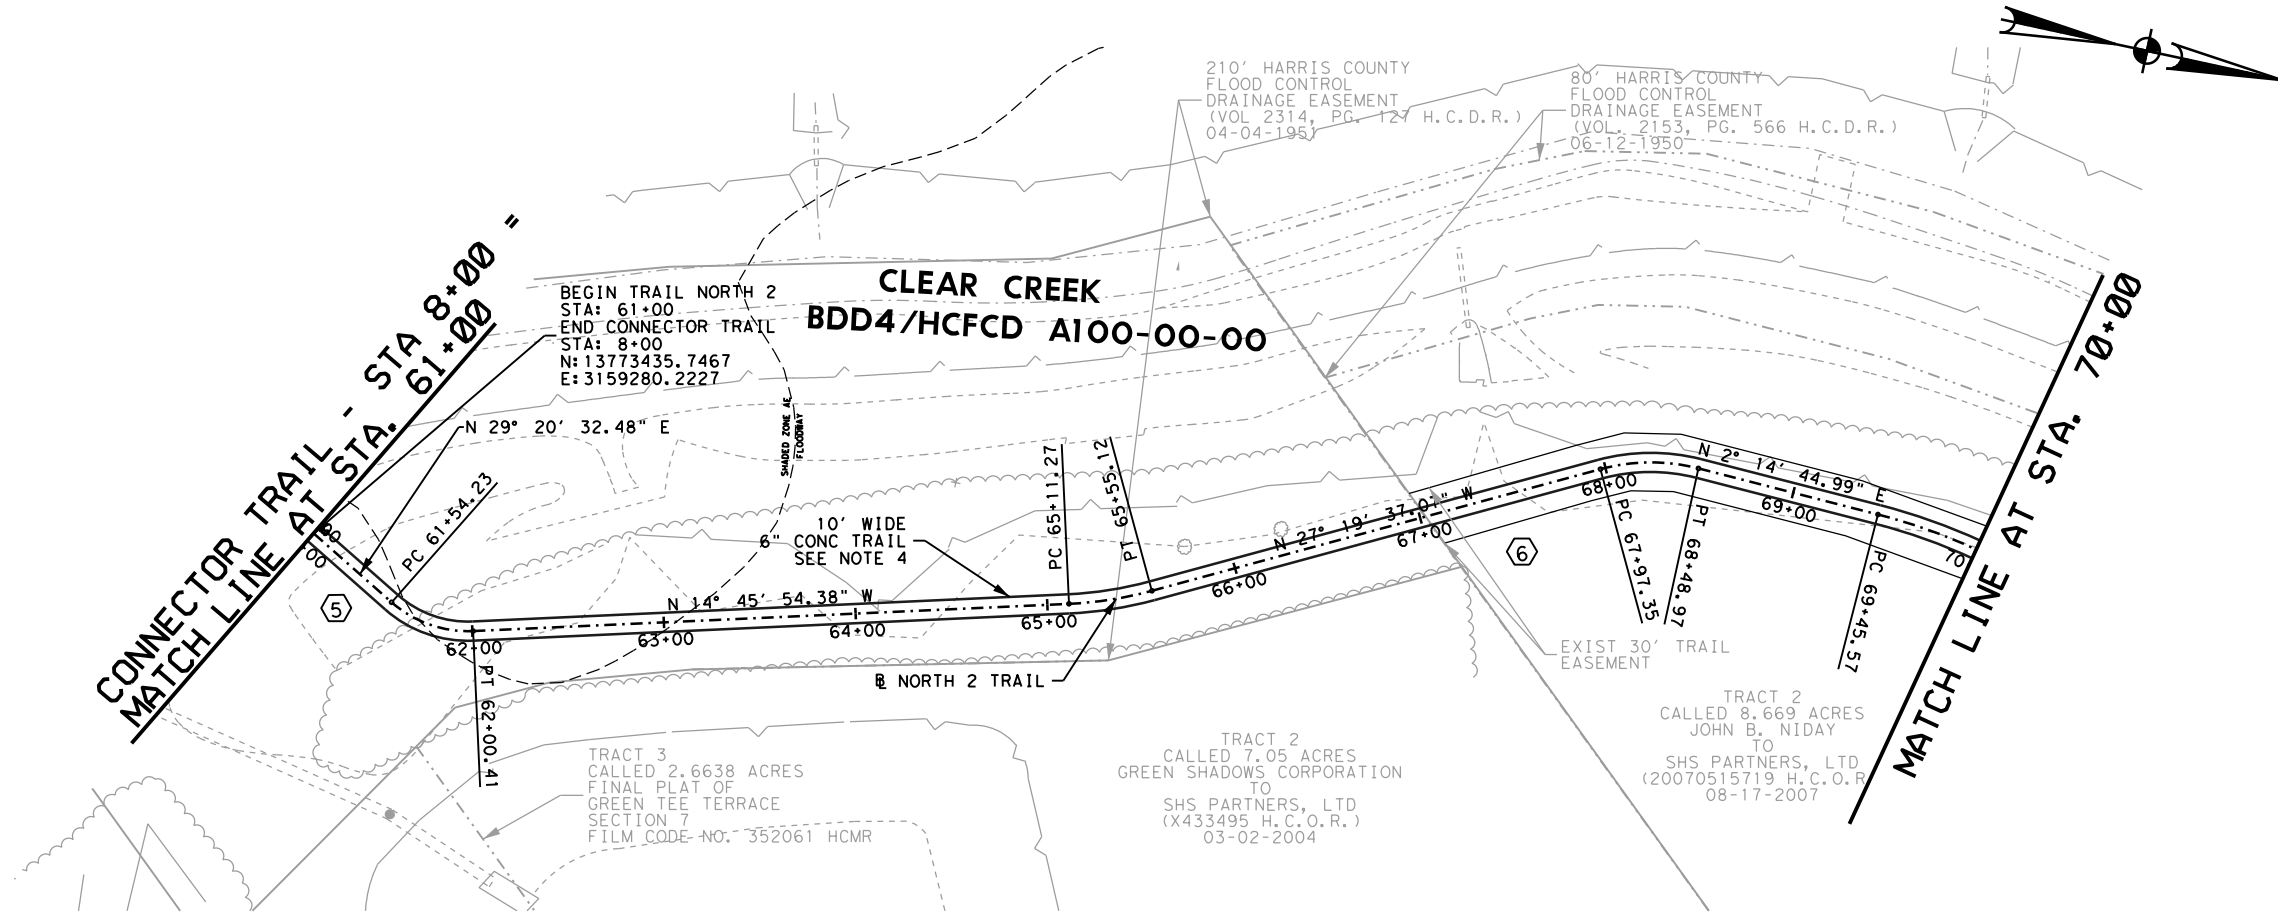 210' HARRIS COUNTY
FLOOD CONTROL
DRAINAGE EASEMENT
(VOL 2314, PG. 127 H.C.D.R.)
04-04-1951
80' HARRIS COUNTY
FLOOD CONTROL
DRAINAGE EASEMENT
(VOL. 2153, PG. 566 H.C.D.R.)
06-12-1950
CONNECTOR TRAIL - STA 8+00 =
MATCH LINE AT STA. 61+00
BEGIN TRAIL NORTH 2
STA: 61+00
END CONNECTOR TRAIL
STA: 8+00
N:13773435.7467
E:3159280.2227
CLEAR CREEK
BDD4/HCFCD A100-00-00
N 29° 20' 32.48" E
SHADED ZONE AE
FLOODWAY
PC 61+54.23
10' WIDE
6" CONC TRAIL
SEE NOTE 4
PC 65+11.27
PT 65+55.12
N 14° 45' 54.38" W
N 27° 19' 37.01" W
N 2° 14' 44.99" E
62+00
63+00
64+00
65+00
66+00
67+00
68+00
69+00
70
5
6
PT 62+00.41
PC 67+97.35
PT 68+48.97
PC 69+45.57
BL NORTH 2 TRAIL
EXIST 30' TRAIL
EASEMENT
MATCH LINE AT STA. 70+00
TRACT 3
CALLED 2.6638 ACRES
FINAL PLAT OF
GREEN TEE TERRACE
SECTION 7
FILM CODE NO. 352061 HCMR
TRACT 2
CALLED 7.05 ACRES
GREEN SHADOWS CORPORATION
TO
SHS PARTNERS, LTD
(X433495 H.C.O.R.)
03-02-2004
TRACT 2
CALLED 8.669 ACRES
JOHN B. NIDAY
TO
SHS PARTNERS, LTD
(20070515719 H.C.O.R
08-17-2007